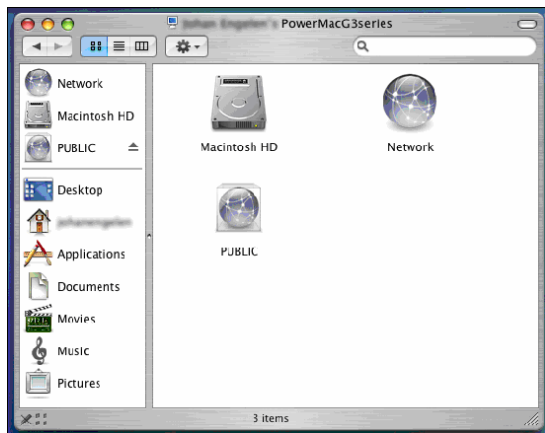 PowerMacG3series
Network
Macintosh HD
PUBLIC
Desktop
Applications
Documents
Movies
Music
Pictures
Macintosh HD
Network
PUBLIC
3 items